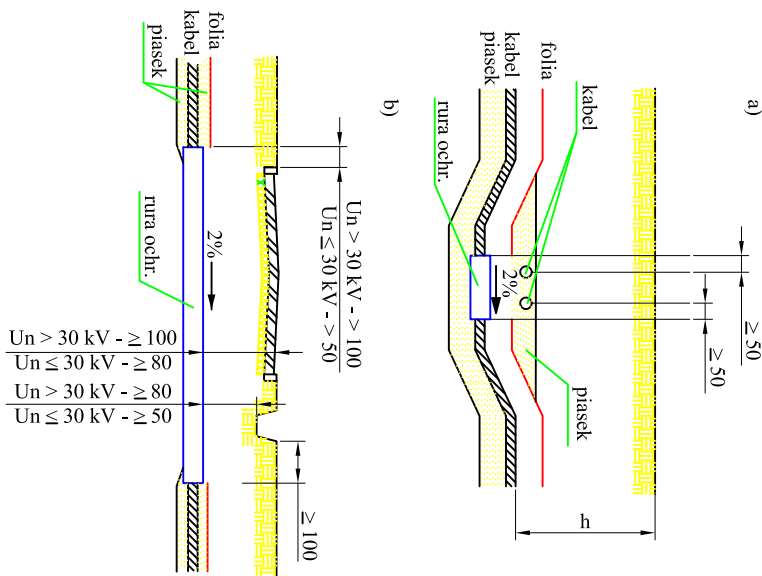 a)
folia
kabel
piasek
rura ochr.
kabel
2%
≥ 50
≥ 50
piasek
h
b)
folia
kabel
piasek
rura ochr.
2%
Un > 30 kV - > 100
Un ≤ 30 kV - > 50
Un > 30 kV - ≥ 100
Un ≤ 30 kV - ≥ 80
Un > 30 kV - ≥ 80
Un ≤ 30 kV - ≥ 50
≥ 100